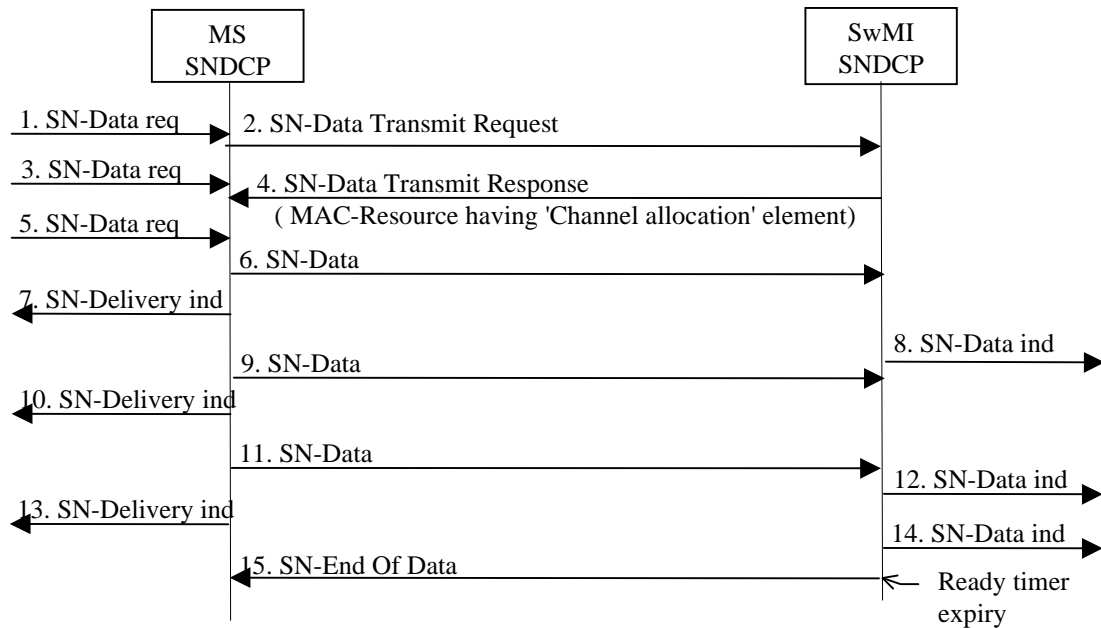 MS
SNDCP
SwMI
SNDCP
1. SN-Data req
2. SN-Data Transmit Request
3. SN-Data req
4. SN-Data Transmit Response
( MAC-Resource having 'Channel allocation' element)
5. SN-Data req
6. SN-Data
7. SN-Delivery ind
8. SN-Data ind
9. SN-Data
10. SN-Delivery ind
11. SN-Data
12. SN-Data ind
13. SN-Delivery ind
14. SN-Data ind
15. SN-End Of Data
Ready timer
expiry